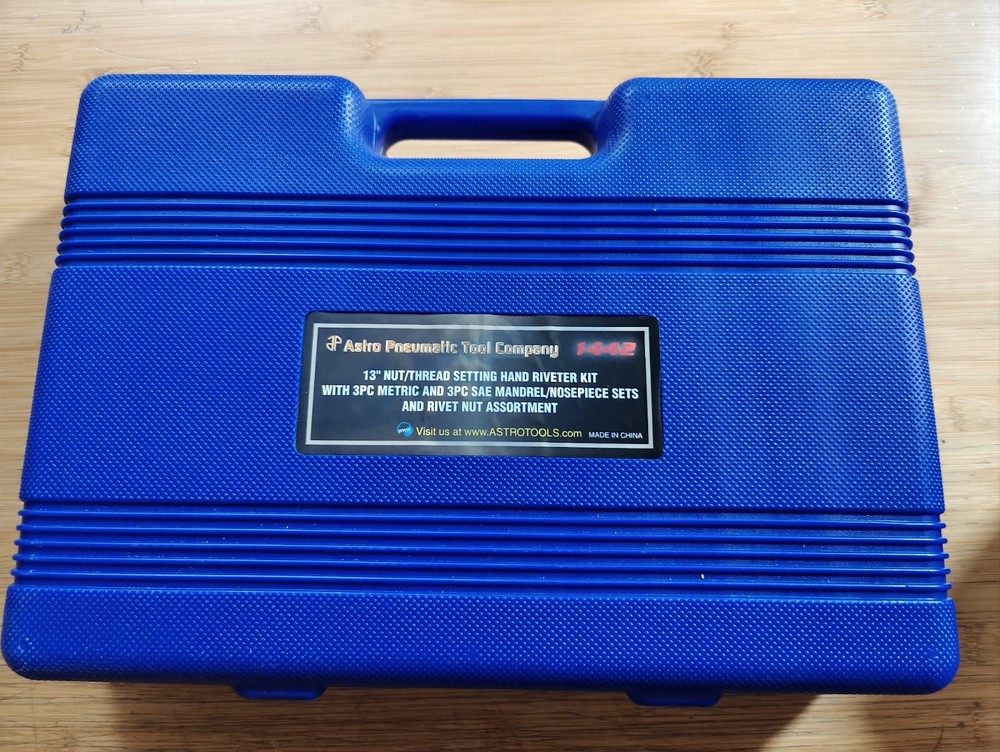 Astro Pneumatic Tool Company 1442
13" NUT/THREAD SETTING HAND RIVETER KIT
WITH 3PC METRIC AND 3PC SAE MANDREL/NOSEPIECE SETS
AND RIVET NUT ASSORTMENT
www Visit us at www.ASTROTOOLS.com MADE IN CHINA